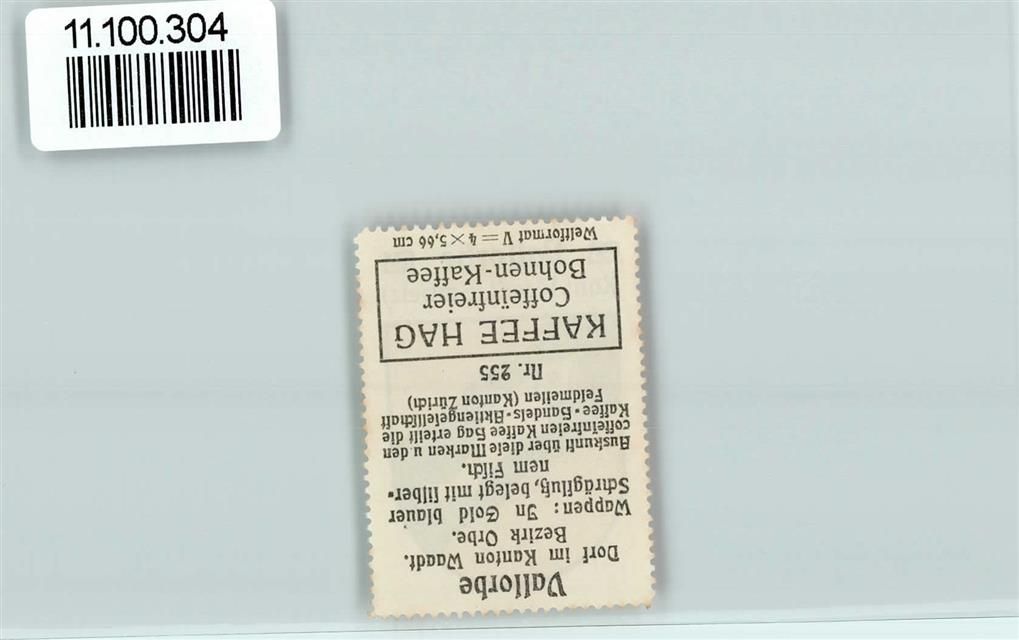 11.100.304
Vallorbe
Dorf im Kanton Waadt.
Bezirk Orbe.
Wappen: In Gold blauer
Schrägfluß, belegt mit silber-
nem Fisch.
Auskunft über diese Marken u den
coffeinfreien Kaffee Hag erteilt die
Kaffee-Handels-Aktiengesellschaft
Feldmeilen (Kanton Zürich)
Nr. 255
KAFFEE HAG
Coffeïnfreier
Bohnen-Kaffee
Weltformat V = 4 × 5,66 cm